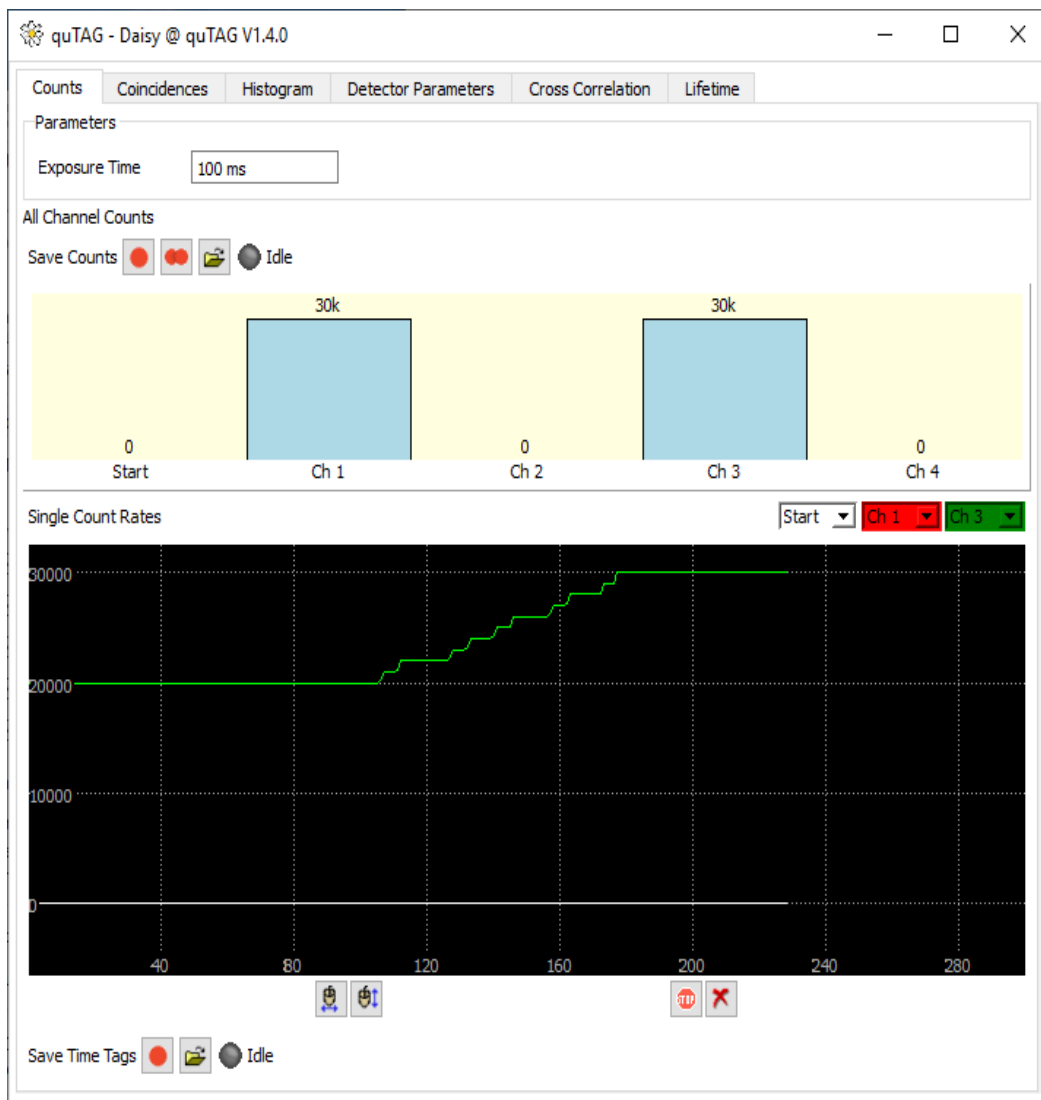 quTAG - Daisy @ quTAG V1.4.0
Counts Coincidences Histogram Detector Parameters Cross Correlation Lifetime
Parameters
Exposure Time 100 ms
All Channel Counts
Save Counts Idle
30k 30k
0 0 0
Start Ch 1 Ch 2 Ch 3 Ch 4
Single Count Rates Start Ch 1 Ch 3
30000
20000
10000
0
40 80 120 160 200 240 280
STOP
Save Time Tags Idle